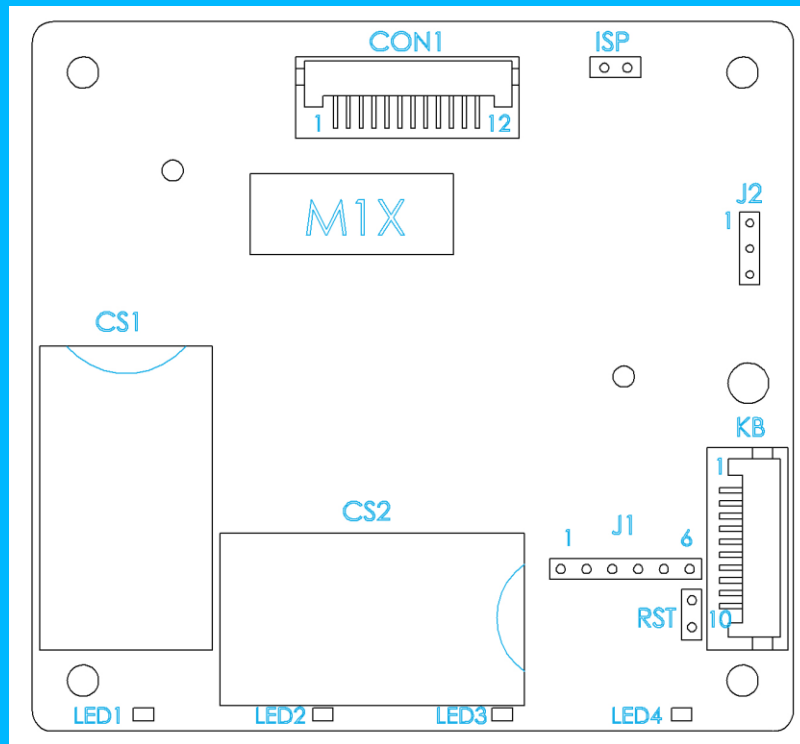 CON1
ISP
1
12
M1X
J2
1
CS1
KB
1
CS2
J1
1
6
RST
10
LED1
LED2
LED3
LED4